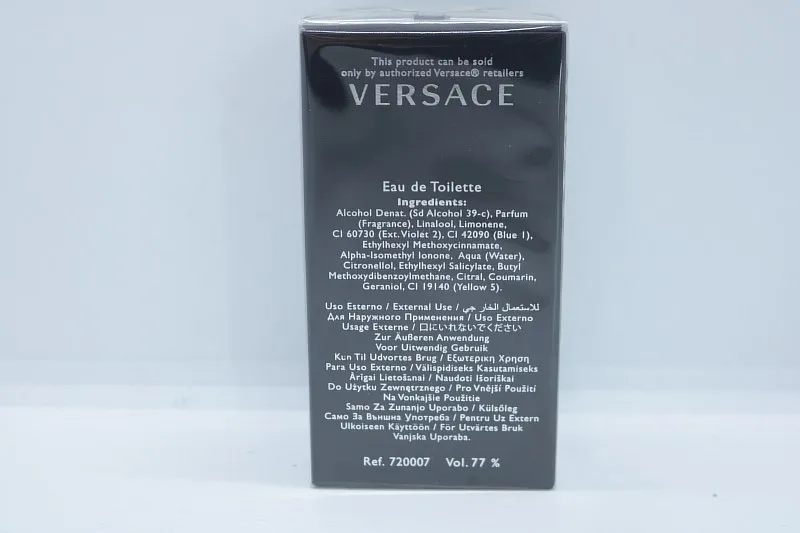 This product can be sold
only by authorized Versace® retailers
VERSACE
Eau de Toilette
Ingredients:
Alcohol Denat. (Sd Alcohol 39-c), Parfum
(Fragrance), Linalool, Limonene,
CI 60730 (Ext. Violet 2), CI 42090 (Blue 1),
Ethylhexyl Methoxycinnamate,
Alpha-Isomethyl Ionone, Aqua (Water),
Citronellol, Ethylhexyl Salicylate, Butyl
Methoxydibenzoylmethane, Citral, Coumarin,
Geraniol, CI 19140 (Yellow 5).
Uso Esterno / External Use / للاستعمال الخار جي
Для Наружного Применения / Uso Externo
Usage Externe / 口にいれないでください
Zur Äußeren Anwendung
Voor Uitwendig Gebruik
Kun Til Udvortes Brug / Εξωτερικη Χρηση
Para Uso Externo / Välispidiseks Kasutamiseks
Ārīgai Lietošanai / Naudoti Išoriškai
Do Użytku Zewnętrznego / Pro Vnější Použití
Na Vonkajšie Použitie
Samo Za Zunanjo Uporabo / Külsőleg
Само За Външна Употреба / Pentru Uz Extern
Ulkoiseen Käyttöön / För Utvärtes Bruk
Vanjska Uporaba.
Ref. 720007 Vol. 77 %